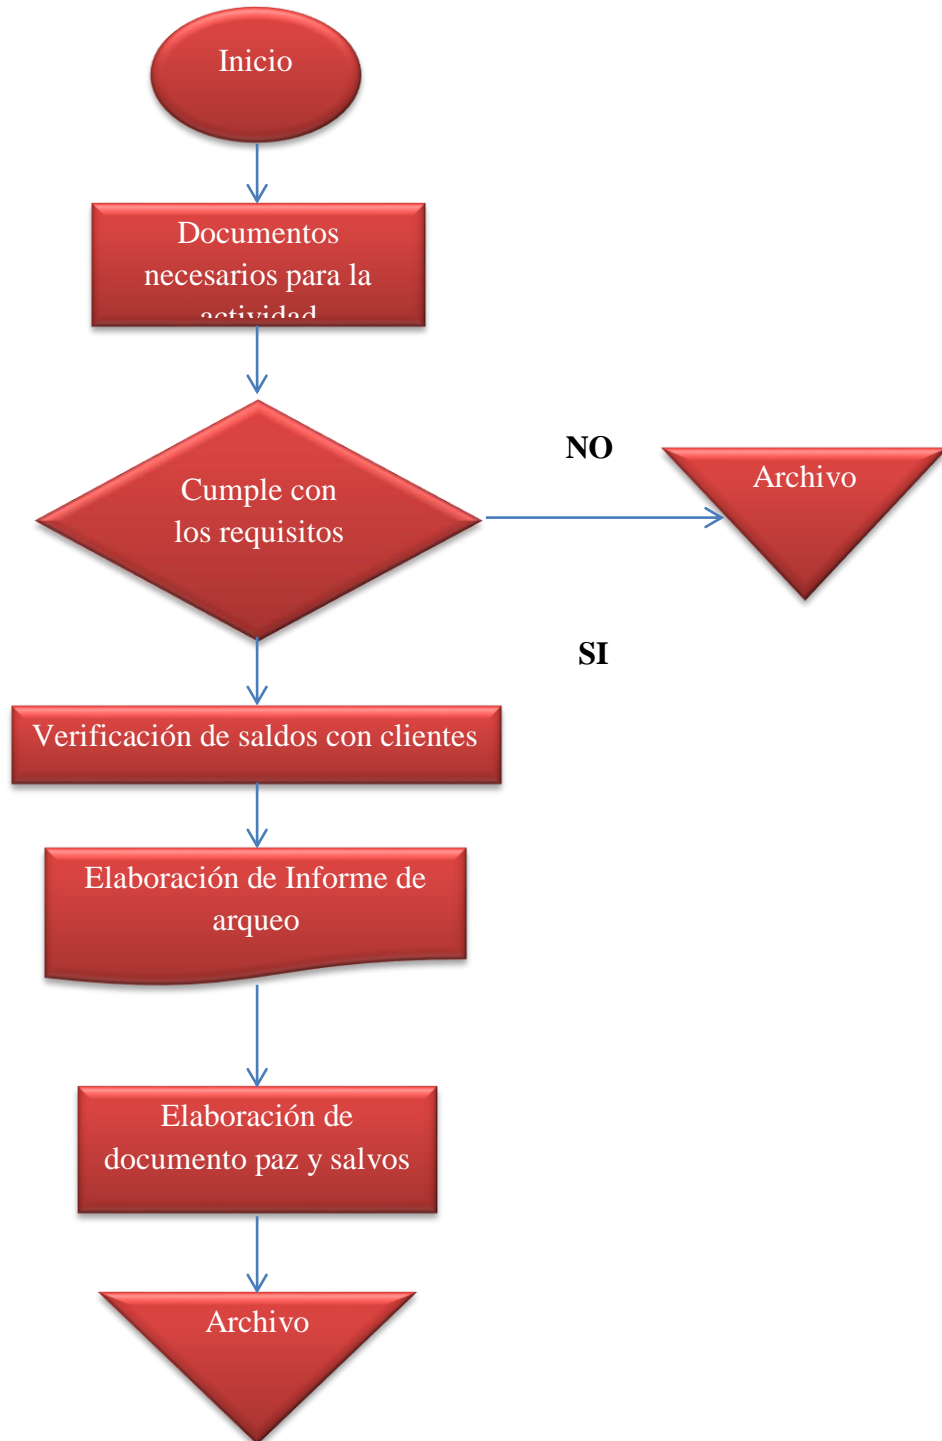 Inicio
Documentos
necesarios para la
actividad
NO
Archivo
Cumple con
los requisitos
SI
Verificación de saldos con clientes
Elaboración de Informe de
arqueo
Elaboración de
documento paz y salvos
Archivo